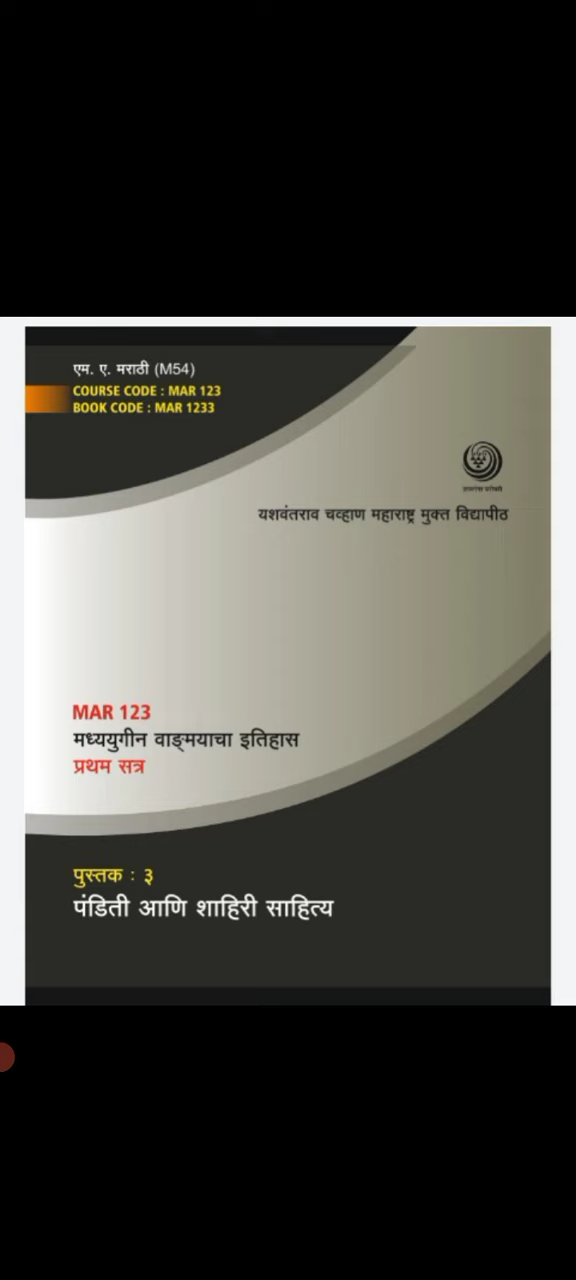 एम. ए. मराठी (M54)
COURSE CODE : MAR 123
BOOK CODE : MAR 1233
यशवंतराव चव्हाण महाराष्ट्र मुक्त विद्यापीठ
MAR 123
मध्ययुगीन वाङ्मयाचा इतिहास
प्रथम सत्र
पुस्तक : ३
पंडिती आणि शाहिरी साहित्य